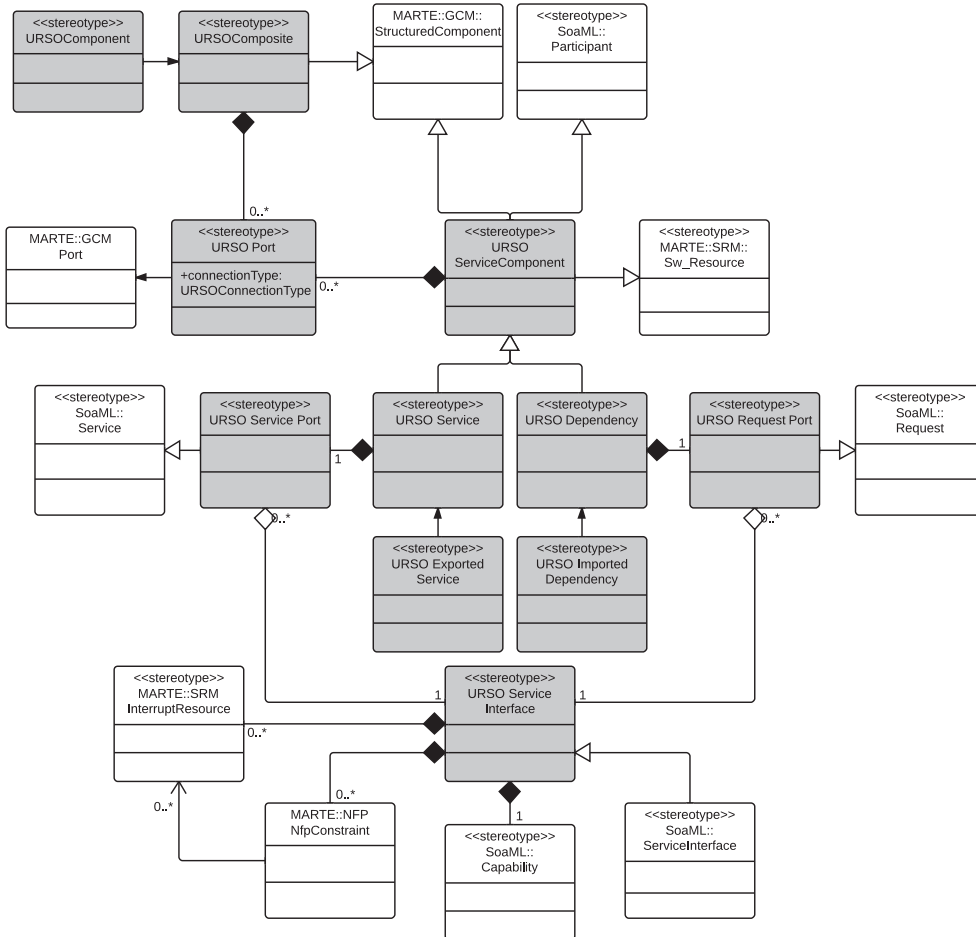 <<stereotype>>
URSOComponent
<<stereotype>>
URSOComposite
MARTE::GCM::
StructuredComponent
<<stereotype>>
SoaML::
Participant
0..*
MARTE::GCM
Port
<<stereotype>>
URSO Port
+connectionType:
URSOConnectionType
0..*
<<stereotype>>
URSO
ServiceComponent
<<stereotype>>
MARTE::SRM::
Sw_Resource
<<stereotype>>
SoaML::
Service
<<stereotype>>
URSO Service Port
1
<<stereotype>>
URSO Service
<<stereotype>>
URSO Dependency
1
<<stereotype>>
URSO Request Port
<<stereotype>>
SoaML::
Request
0..*
0..*
<<stereotype>>
URSO Exported
Service
<<stereotype>>
URSO Imported
Dependency
<<stereotype>>
MARTE::SRM
InterruptResource
0..*
1
<<stereotype>>
URSO Service
Interface
1
0..*
0..*
MARTE::NFP
NfpConstraint
1
<<stereotype>>
SoaML::
Capability
<<stereotype>>
SoaML::
ServiceInterface